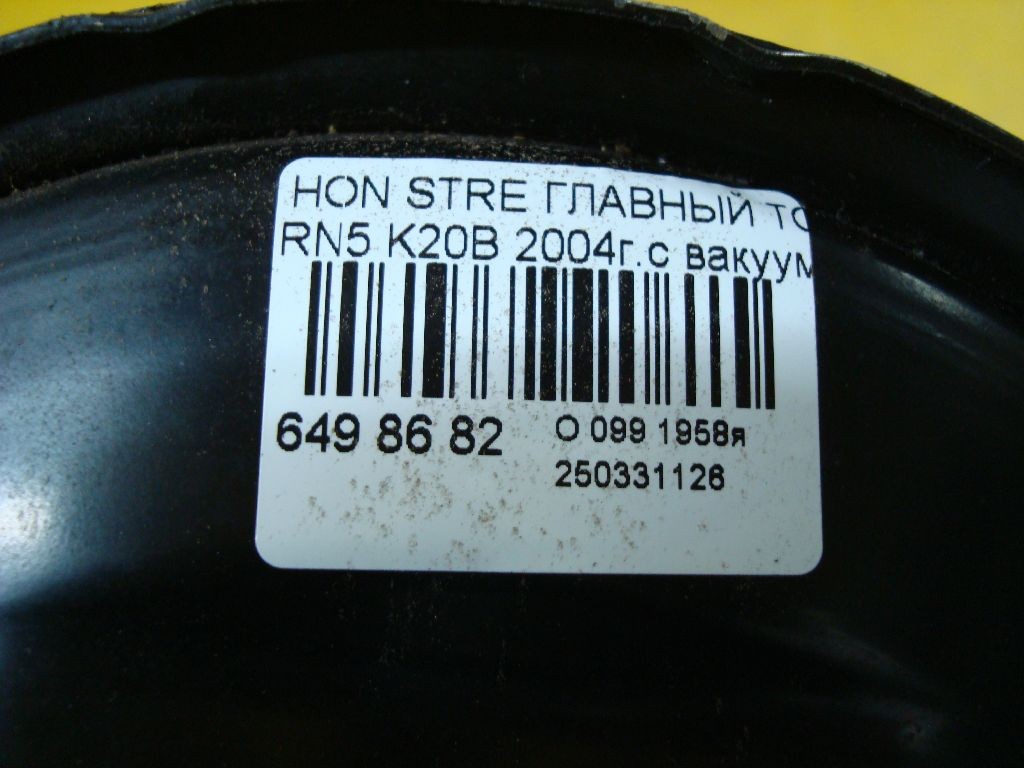 HON STRE ГЛАВНЫЙ ТО
RN5 K20B 2004г.с вакуум
649 86 82
О 099 1958я
250331126